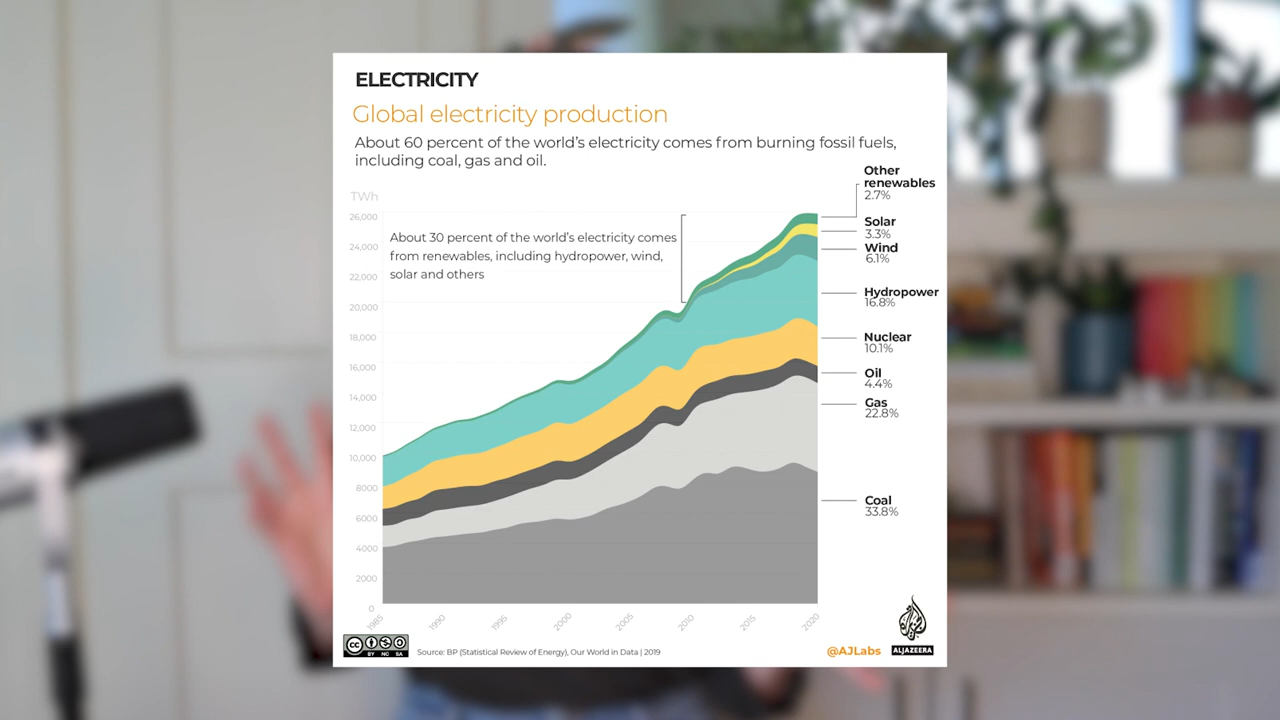 ELECTRICITY
Global electricity production
About 60 percent of the world's electricity comes from burning fossil fuels,
including coal, gas and oil.
TWh
26,000
24,000
22,000
20,000
18,000
16,000
14,000
12,000
10,000
8000
6000
4000
2000
0
About 30 percent of the world's electricity comes
from renewables, including hydropower, wind,
solar and others
Other
renewables
2.7%
Solar
3.3%
Wind
6.1%
Hydropower
16.8%
Nuclear
10.1%
Oil
4.4%
Gas
22.8%
Coal
33.8%
1985
1990
1995
2000
2005
2010
2015
2020
cc
BY NC SA
Source: BP (Statistical Review of Energy), Our World in Data | 2019
@AJLabs
ALJAZEERA